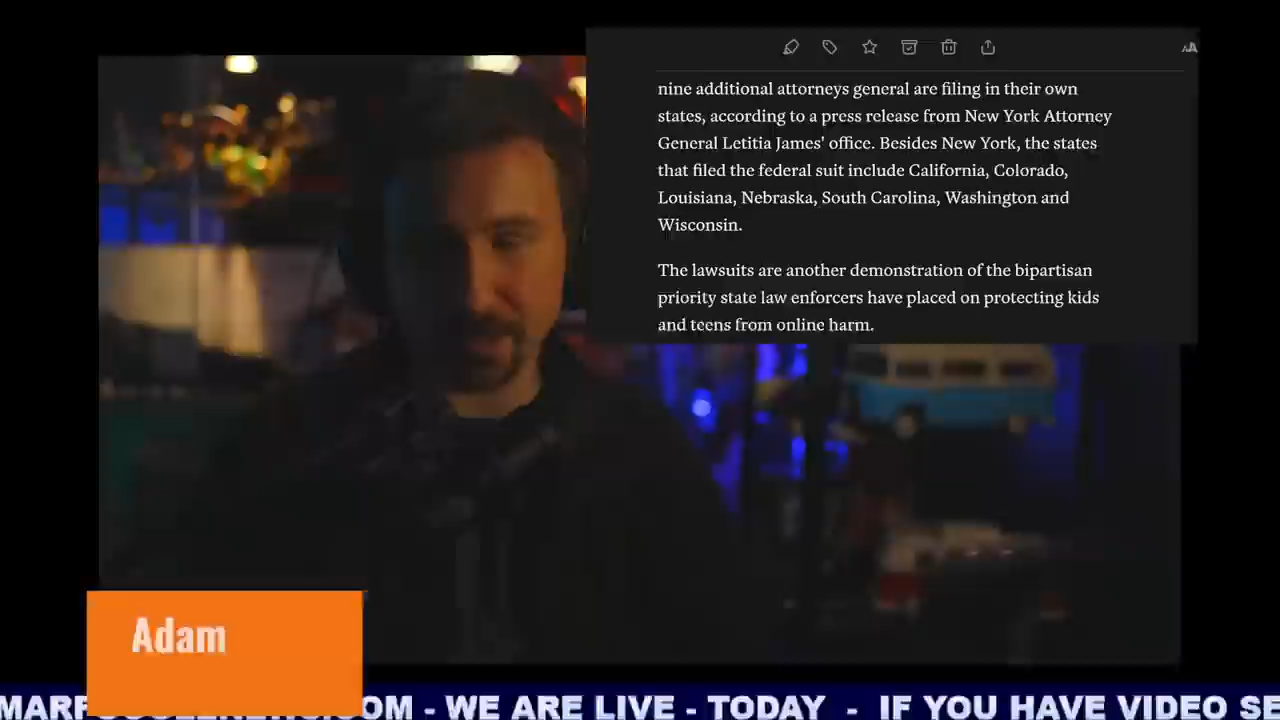 nine additional attorneys general are filing in their own
states, according to a press release from New York Attorney
General Letitia James' office. Besides New York, the states
that filed the federal suit include California, Colorado,
Louisiana, Nebraska, South Carolina, Washington and
Wisconsin.
The lawsuits are another demonstration of the bipartisan
priority state law enforcers have placed on protecting kids
and teens from online harm.
Adam
- WE ARE LIVE - TODAY - IF YOU HAVE VIDEO SE